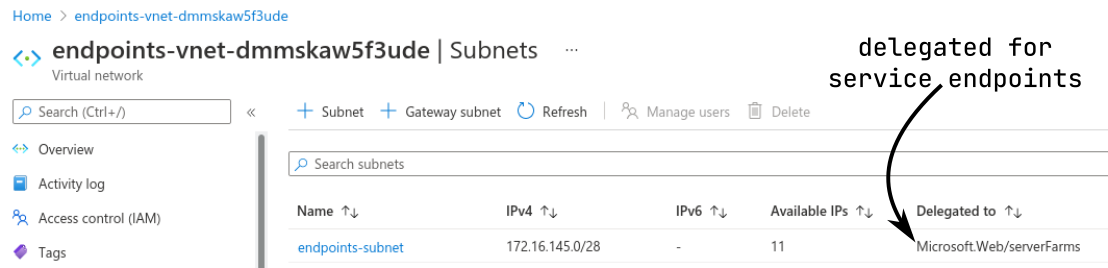 Home > endpoints-vnet-dmmskaw5f3ude
endpoints-vnet-dmmskaw5f3ude | Subnets ...
Virtual network
delegated for
service endpoints
Search (Ctrl+/) «
Overview
Activity log
Access control (IAM)
Tags
+ Subnet + Gateway subnet Refresh Manage users Delete
Search subnets
Name ↑↓ IPv4 ↑↓ IPv6 ↑↓ Available IPs ↑↓ Delegated to ↑↓
endpoints-subnet 172.16.145.0/28 - 11 Microsoft.Web/serverFarms